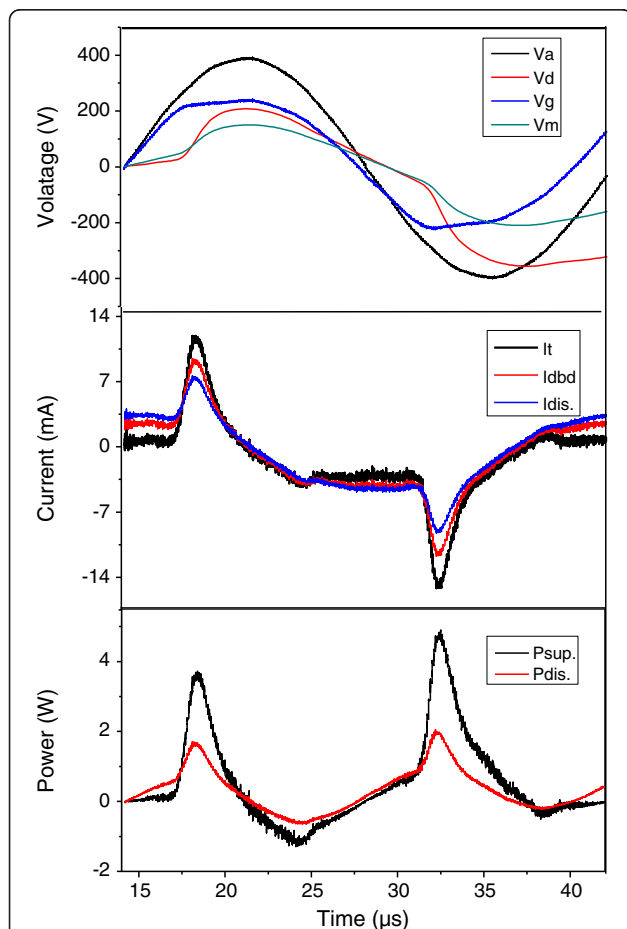 400
200
0
-200
-400
Volatage (V)
Va
Vd
Vg
Vm
14
7
0
-7
-14
Current (mA)
It
Idbd
Idis.
4
2
0
-2
Power (W)
Psup.
Pdis.
15 20 25 30 35 40
Time (µs)